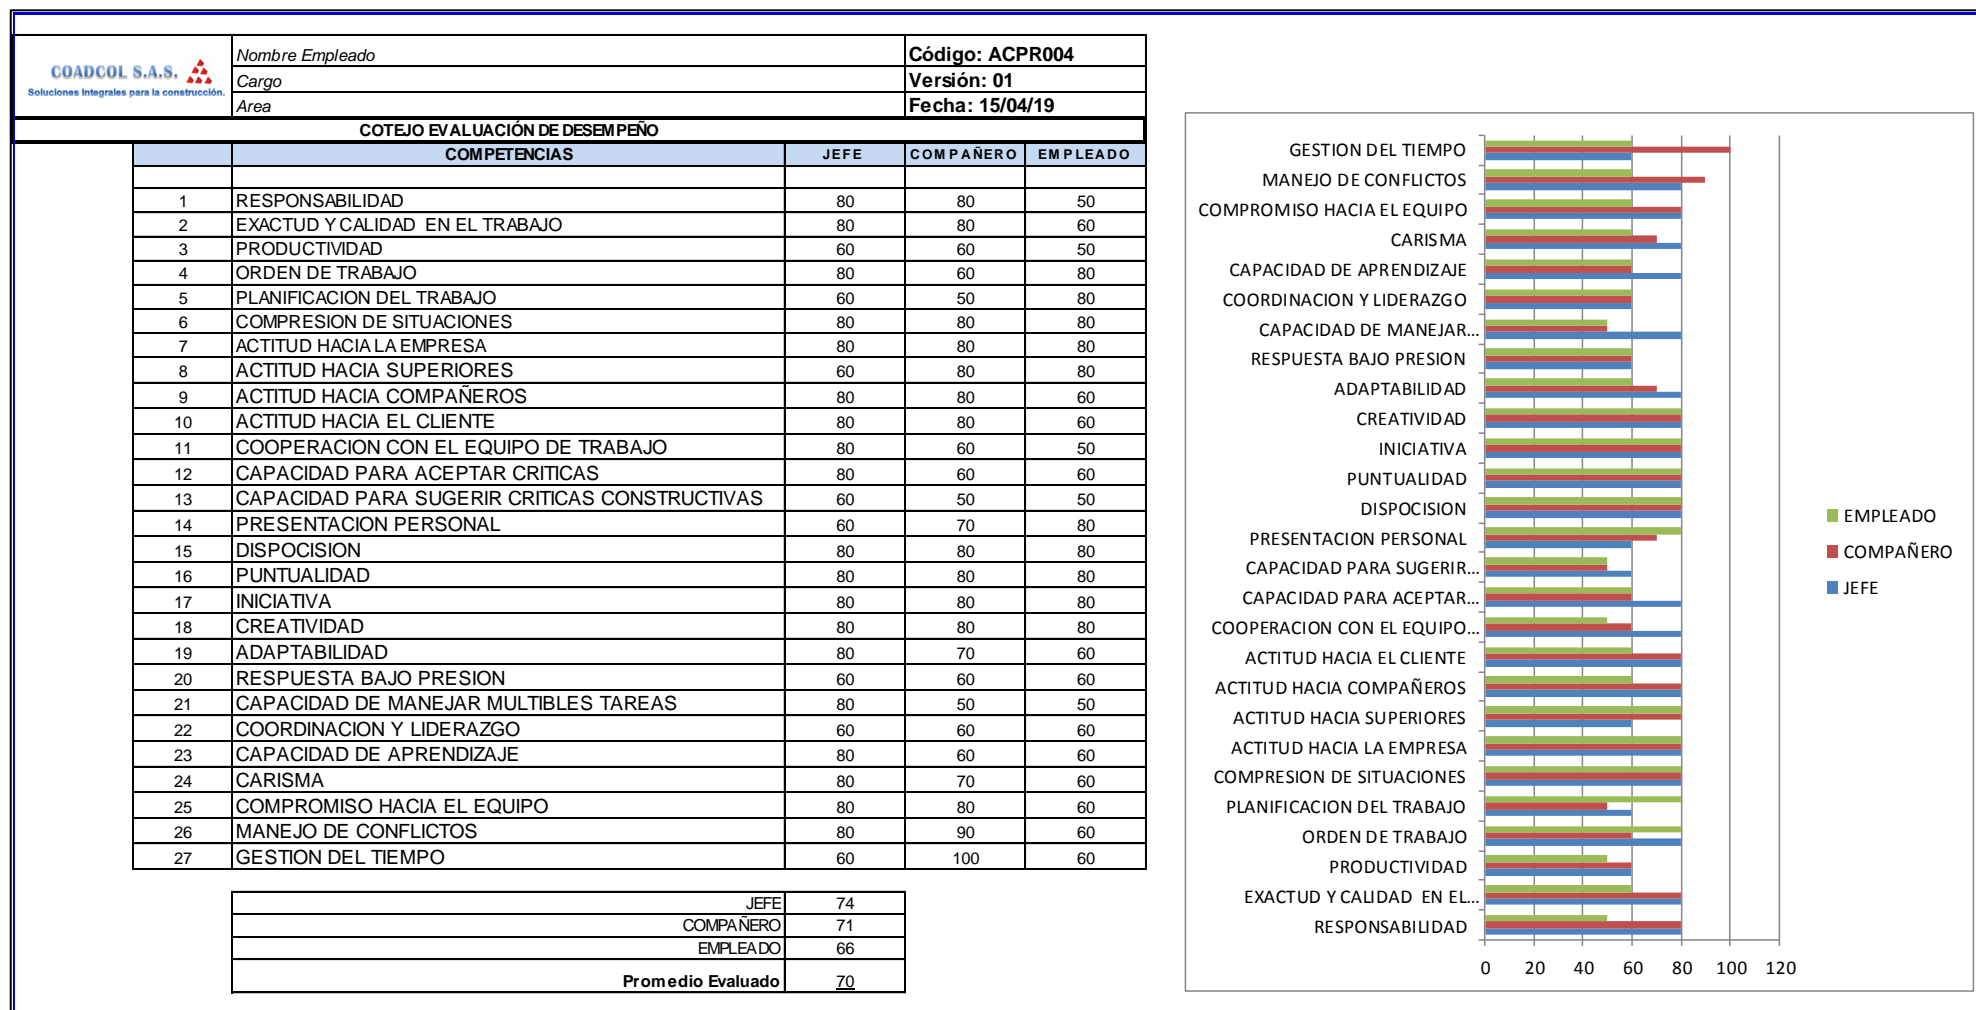 COADCOL S.A.S.
Soluciones Integrales para la construcción.
Nombre Empleado
Código: ACPR004
Cargo
Versión: 01
Area
Fecha: 15/04/19
COTEJO EVALUACIÓN DE DESEMPEÑO
COMPETENCIAS JEFE COMPAÑERO EMPLEADO
1 RESPONSABILIDAD 80 80 50
2 EXACTUD Y CALIDAD EN EL TRABAJO 80 80 60
3 PRODUCTIVIDAD 60 60 50
4 ORDEN DE TRABAJO 80 60 80
5 PLANIFICACION DEL TRABAJO 60 50 80
6 COMPRESION DE SITUACIONES 80 80 80
7 ACTITUD HACIA LA EMPRESA 80 80 80
8 ACTITUD HACIA SUPERIORES 60 80 80
9 ACTITUD HACIA COMPAÑEROS 80 80 60
10 ACTITUD HACIA EL CLIENTE 80 80 60
11 COOPERACION CON EL EQUIPO DE TRABAJO 80 60 50
12 CAPACIDAD PARA ACEPTAR CRITICAS 80 60 60
13 CAPACIDAD PARA SUGERIR CRITICAS CONSTRUCTIVAS 60 50 50
14 PRESENTACION PERSONAL 60 70 80
15 DISPOCISION 80 80 80
16 PUNTUALIDAD 80 80 80
17 INICIATIVA 80 80 80
18 CREATIVIDAD 80 80 80
19 ADAPTABILIDAD 80 70 60
20 RESPUESTA BAJO PRESION 60 60 60
21 CAPACIDAD DE MANEJAR MULTIBLES TAREAS 80 50 50
22 COORDINACION Y LIDERAZGO 60 60 60
23 CAPACIDAD DE APRENDIZAJE 80 60 60
24 CARISMA 80 70 60
25 COMPROMISO HACIA EL EQUIPO 80 80 60
26 MANEJO DE CONFLICTOS 80 90 60
27 GESTION DEL TIEMPO 60 100 60
JEFE 74
COMPAÑERO 71
EMPLEADO 66
Promedio Evaluado 70
GESTION DEL TIEMPO
MANEJO DE CONFLICTOS
COMPROMISO HACIA EL EQUIPO
CARISMA
CAPACIDAD DE APRENDIZAJE
COORDINACION Y LIDERAZGO
CAPACIDAD DE MANEJAR...
RESPUESTA BAJO PRESION
ADAPTABILIDAD
CREATIVIDAD
INICIATIVA
PUNTUALIDAD
DISPOCISION
PRESENTACION PERSONAL
CAPACIDAD PARA SUGERIR...
CAPACIDAD PARA ACEPTAR...
COOPERACION CON EL EQUIPO...
ACTITUD HACIA EL CLIENTE
ACTITUD HACIA COMPAÑEROS
ACTITUD HACIA SUPERIORES
ACTITUD HACIA LA EMPRESA
COMPRESION DE SITUACIONES
PLANIFICACION DEL TRABAJO
ORDEN DE TRABAJO
PRODUCTIVIDAD
EXACTUD Y CALIDAD EN EL...
RESPONSABILIDAD
0 20 40 60 80 100 120
EMPLEADO
COMPAÑERO
JEFE